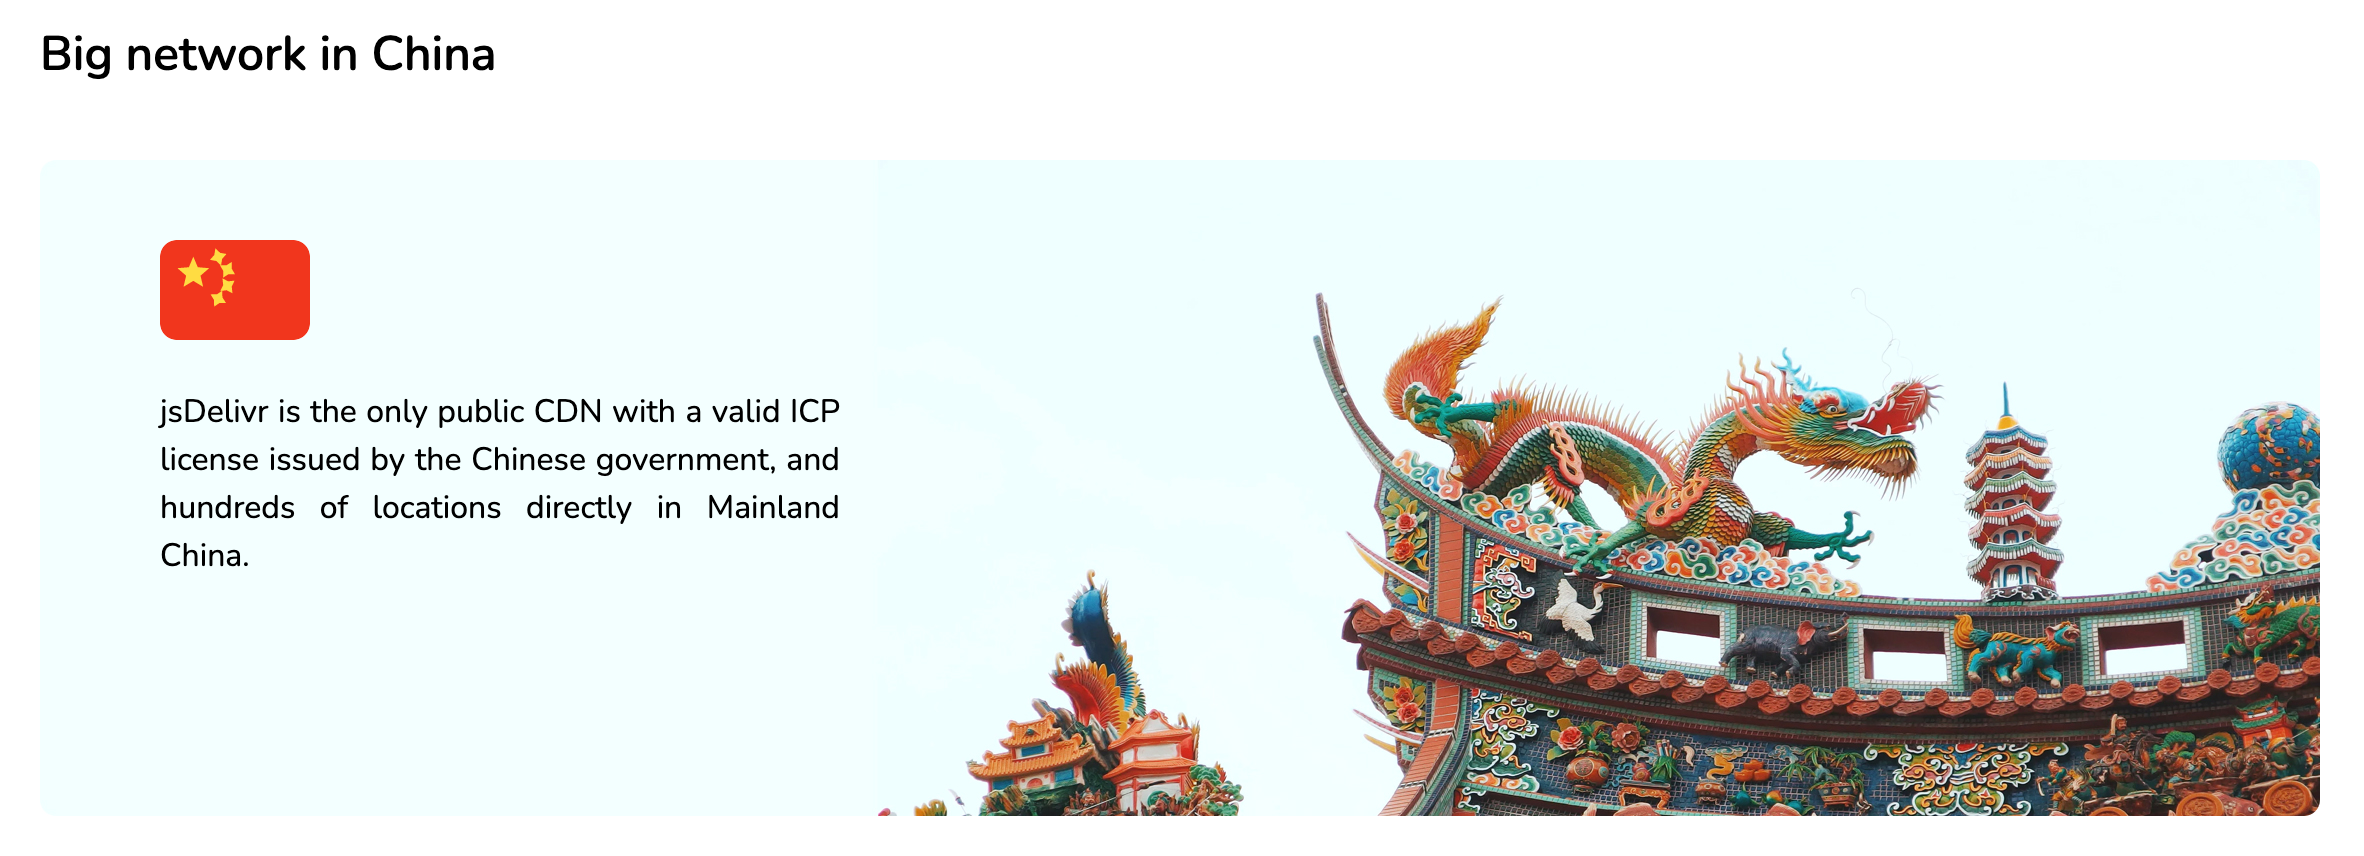 Big network in China
jsDelivr is the only public CDN with a valid ICP
license issued by the Chinese government, and
hundreds of locations directly in Mainland
China.